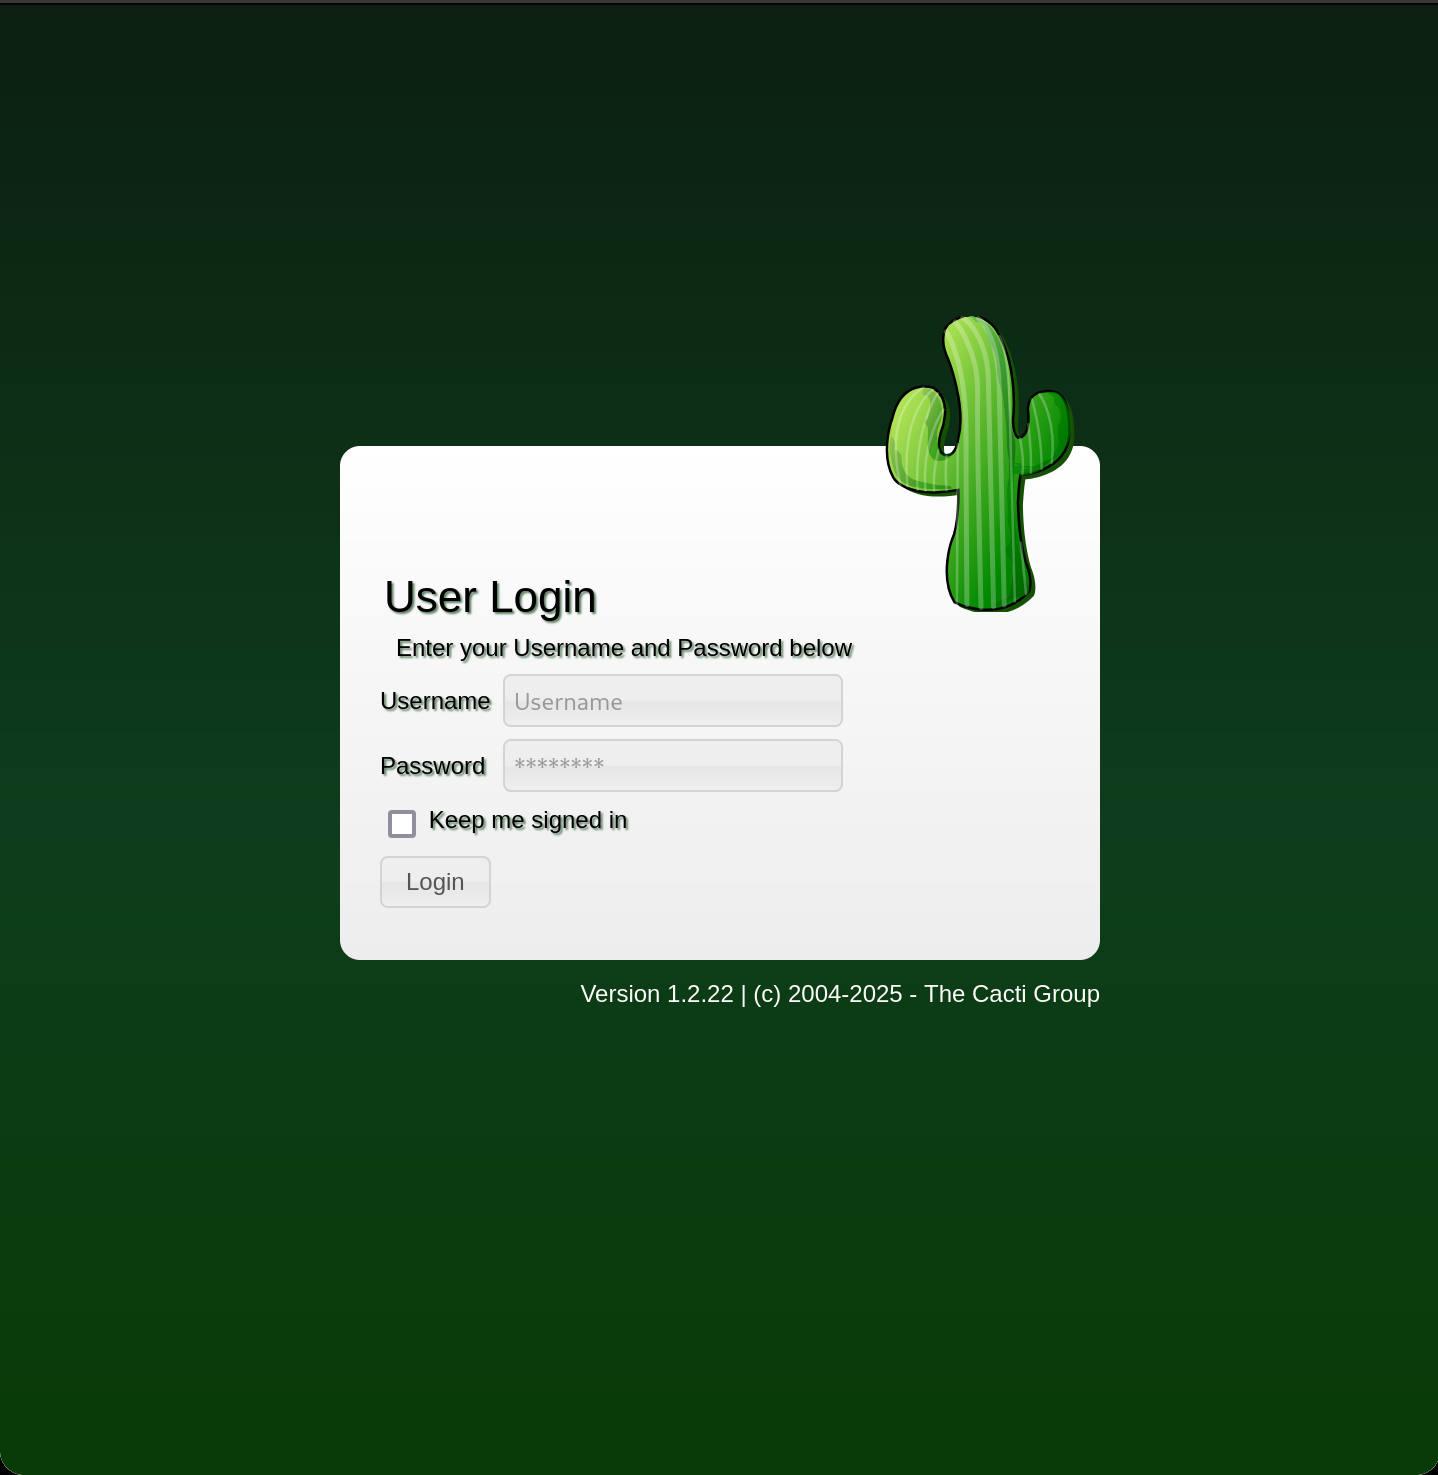 User Login
Enter your Username and Password below
Username Username
Password ********
Keep me signed in
Login
Version 1.2.22 | (c) 2004-2025 - The Cacti Group